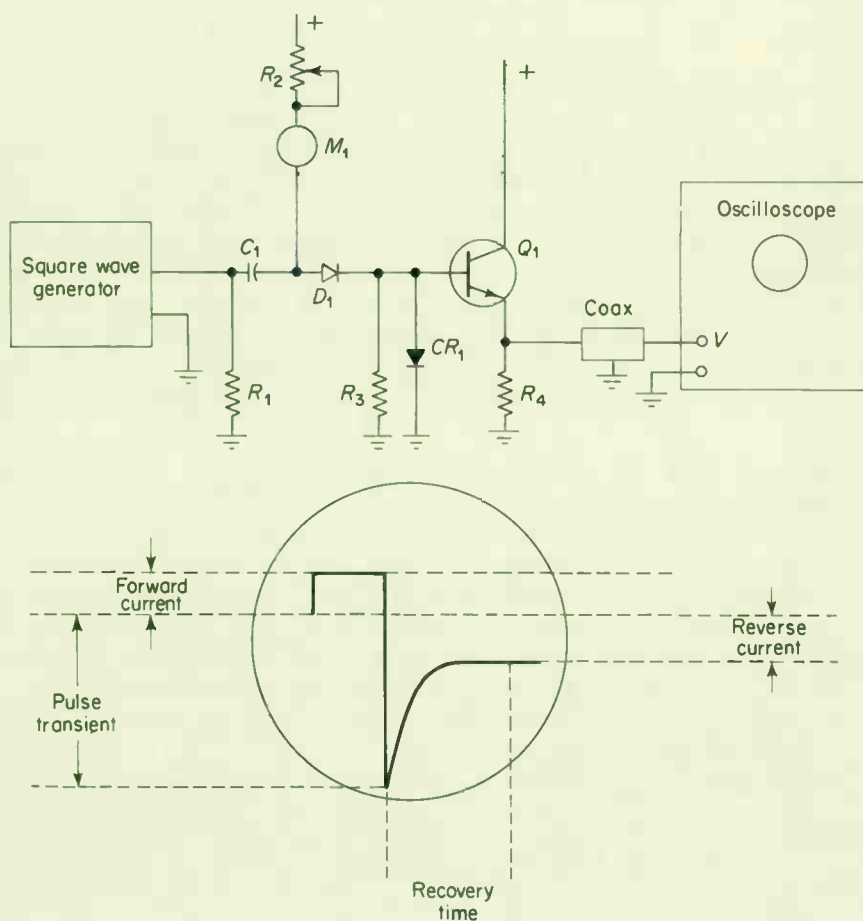 +
R2
M1
+
Oscilloscope
Square wave
generator
C1
D1
Q1
Coax
V
CR1
R1
R3
R4
Forward
current
Reverse
current
Pulse
transient
Recovery
time